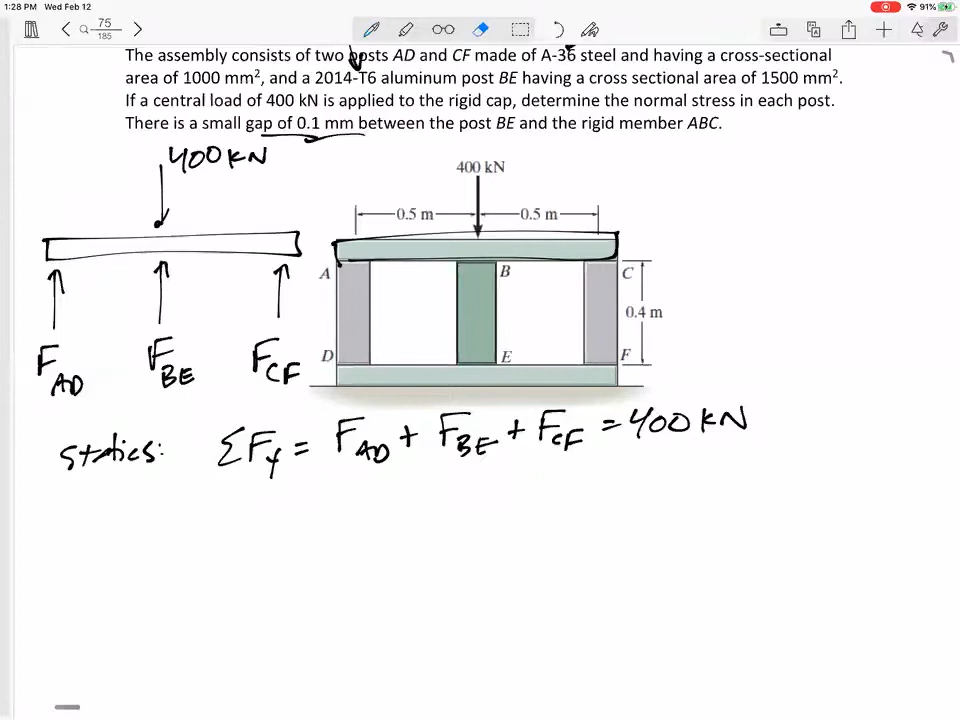 1:28 PM Wed Feb 12
91%
75
185
The assembly consists of two posts AD and CF made of A-36 steel and having a cross-sectional
area of 1000 mm², and a 2014-T6 aluminum post BE having a cross sectional area of 1500 mm².
If a central load of 400 kN is applied to the rigid cap, determine the normal stress in each post.
There is a small gap of 0.1 mm between the post BE and the rigid member ABC.
400 kN
400 kN
0.5 m
0.5 m
A
B
C
0.4 m
D
E
F
F_AD
F_BE
F_CF
Statics: ΣF_y = F_AD + F_BE + F_CF = 400 kN